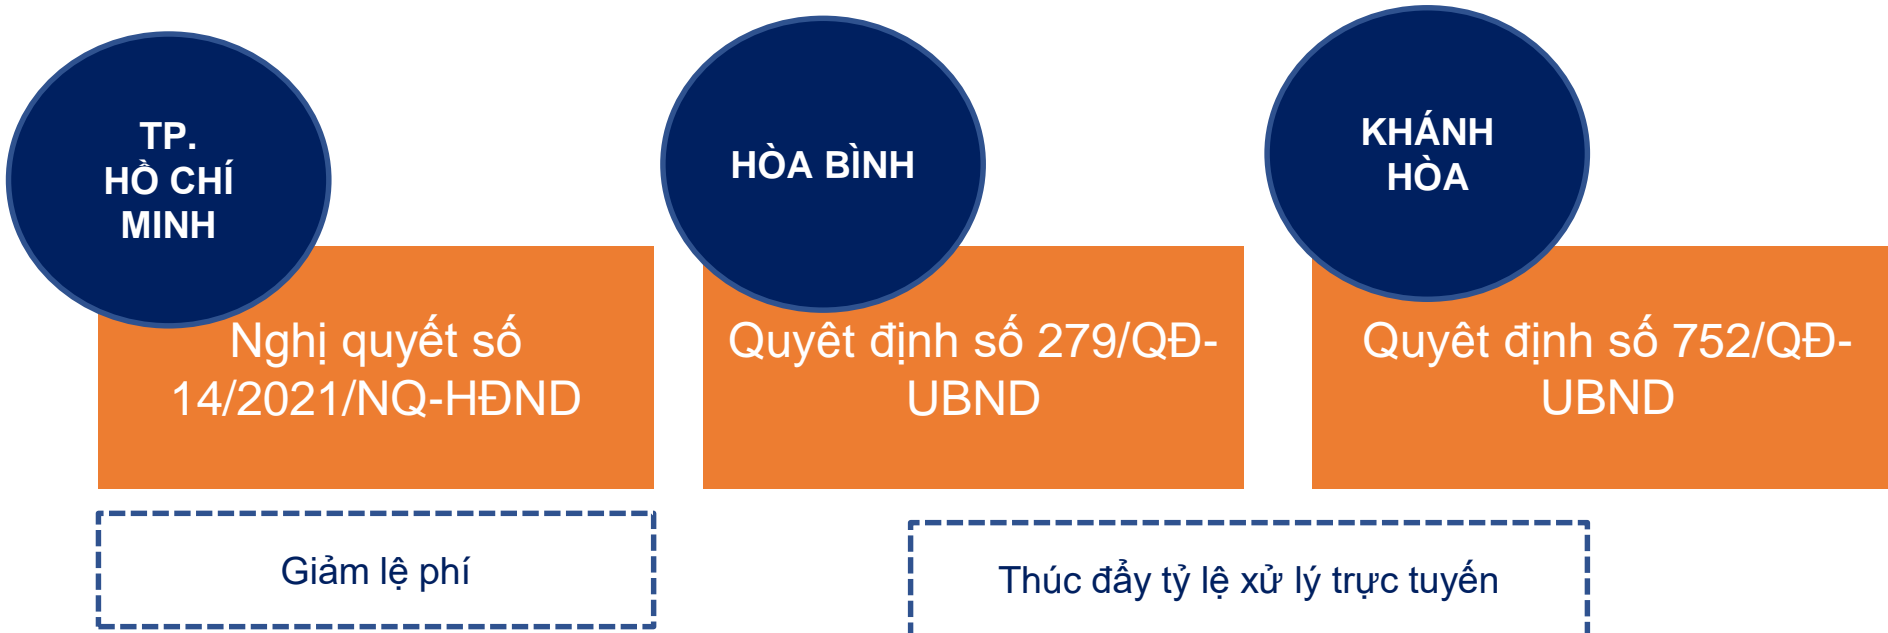 TP.
HỒ CHÍ
MINH
Nghị quyết số
14/2021/NQ-HĐND
Giảm lệ phí
HÒA BÌNH
Quyêt định số 279/QĐ-
UBND
KHÁNH
HÒA
Quyêt định số 752/QĐ-
UBND
Thúc đẩy tỷ lệ xử lý trực tuyến